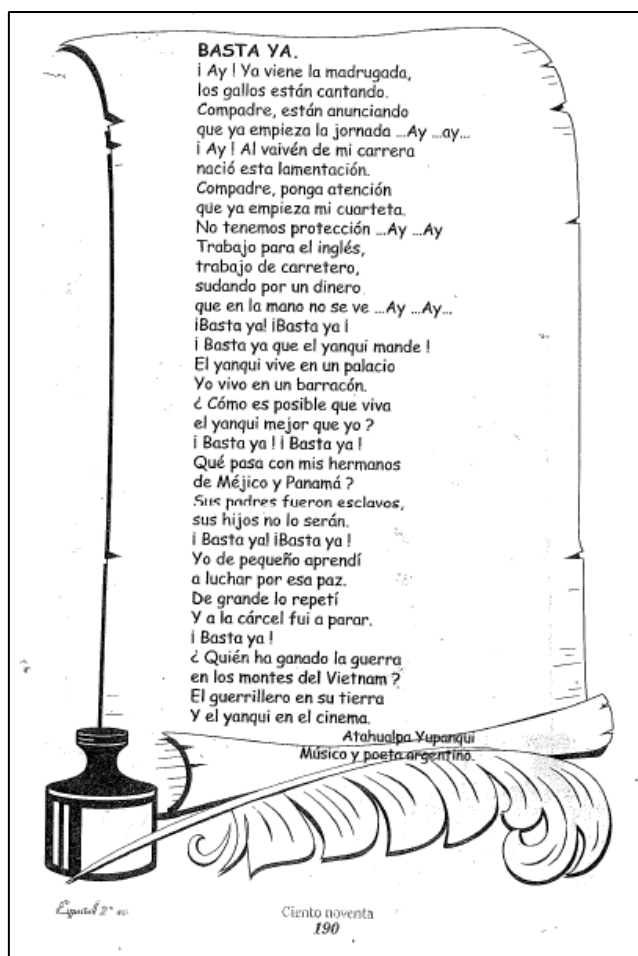 BASTA YA.
¡ Ay ! Ya viene la madrugada,
los gallos están cantando.
Compadre, están anunciando
que ya empieza la jornada ...Ay ...ay...
¡ Ay ! Al vaivén de mi carrera
nació esta lamentación.
Compadre, ponga atención
que ya empieza mi cuarteta.
No tenemos protección ...Ay ...Ay
Trabajo para el inglés,
trabajo de carretero,
sudando por un dinero
que en la mano no se ve ...Ay ...Ay...
¡Basta ya! ¡Basta ya ¡
¡ Basta ya que el yanqui mande !
El yanqui vive en un palacio
Yo vivo en un barracón.
¿ Cómo es posible que viva
el yanqui mejor que yo ?
¡ Basta ya ! ¡ Basta ya !
Qué pasa con mis hermanos
de Méjico y Panamá ?
Sus padres fueron esclavos,
sus hijos no lo serán.
¡ Basta ya! ¡Basta ya !
Yo de pequeño aprendí
a luchar por esa paz.
De grande lo repetí
Y a la cárcel fui a parar.
¡ Basta ya !
¿ Quién ha ganado la guerra
en los montes del Vietnam ?
El guerrillero en su tierra
Y el yanqui en el cinema.
Atahualpa Yupanqui
Músico y poeta argentino.
Español 2°
Ciento noventa
190